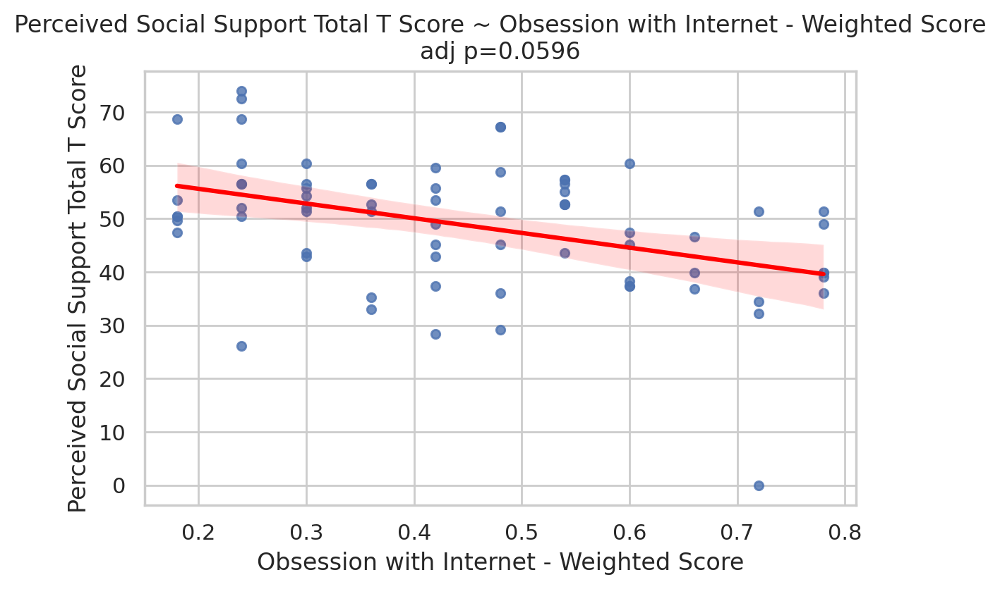 Perceived Social Support Total T Score ~ Obsession with Internet - Weighted Score
adj p=0.0596
Perceived Social Support Total T Score
70
60
50
40
30
20
10
0
0.2 0.3 0.4 0.5 0.6 0.7 0.8
Obsession with Internet - Weighted Score